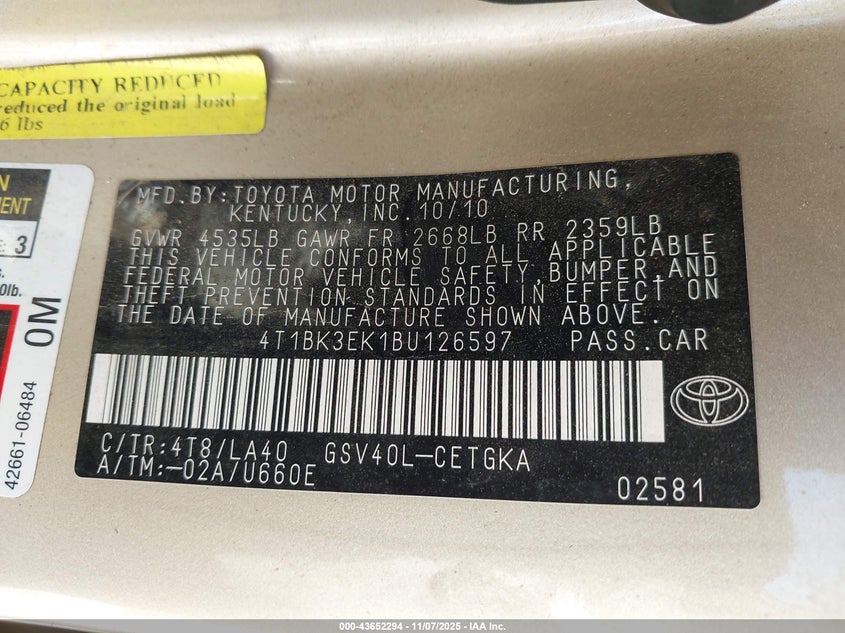 CAPACITY REDUCED
reduced the original load
6 lbs
N
MENT
3
0lb.
OM
42661-06484
MFD.BY:TOYOTA MOTOR MANUFACTURING,
KENTUCKY,INC.10/10
GVWR 4535LB GAWR FR 2668LB RR 2359LB
THIS VEHICLE CONFORMS TO ALL APPLICABLE
FEDERAL MOTOR VEHICLE SAFETY,BUMPER,AND
THEFT PREVENTION STANDARDS IN EFFECT ON
THE DATE OF MANUFACTURE SHOWN ABOVE.
4T1BK3EK1BU126597 PASS.CAR
C/TR:4T8/LA40 GSV40L-CETGKA
A/TM:-02A/U660E
02581
000-43652294 - 11/07/2025 - IAA Inc.